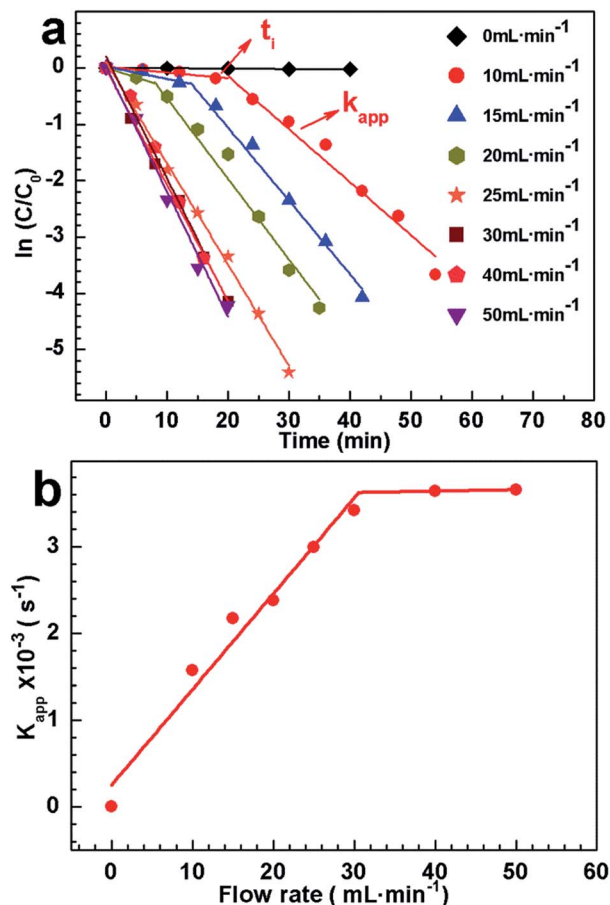 a
t_i
k_app
0mL·min⁻¹
10mL·min⁻¹
15mL·min⁻¹
20mL·min⁻¹
25mL·min⁻¹
30mL·min⁻¹
40mL·min⁻¹
50mL·min⁻¹
ln (C/C₀)
0
-1
-2
-3
-4
-5
0 10 20 30 40 50 60 70 80
Time (min)
b
K_app X10⁻³ ( s⁻¹)
3
2
1
0
0 10 20 30 40 50 60
Flow rate ( mL·min⁻¹)